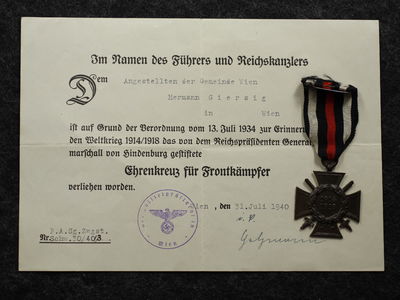 Im Namen des Führers und Reichskanzlers
Dem Angestellten der Gemeinde Wien
Hermann Giersig
in Wien
ist auf Grund der Verordnung vom 13. Juli 1934 zur Erinner
den Weltkrieg 1914/1918 das von dem Reichspräsidenten General
marschall von Hindenburg gestiftete
Ehrenkreuz für Frontkämpfer
verliehen worden.
Wien, den 31. Juli 1940
Wien
Nr.